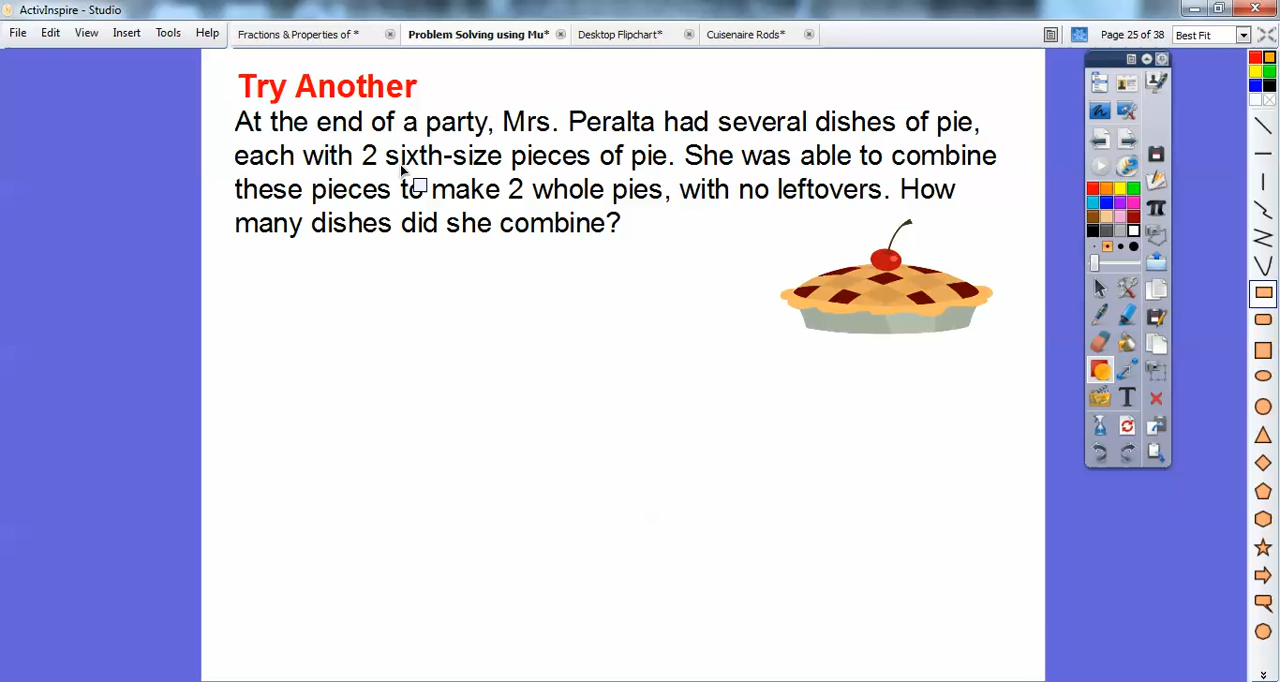 ActivInspire - Studio
File Edit View Insert Tools Help
Fractions & Properties of * Problem Solving using Mu* Desktop Flipchart* Cuisenaire Rods* Page 25 of 38 Best Fit
Try Another
At the end of a party, Mrs. Peralta had several dishes of pie,
each with 2 sixth-size pieces of pie. She was able to combine
these pieces to make 2 whole pies, with no leftovers. How
many dishes did she combine?